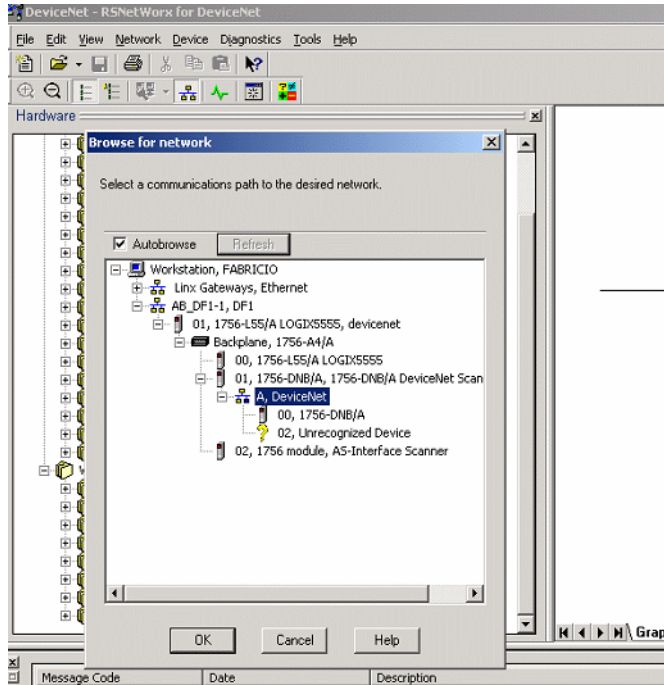 DeviceNet - RSNetWorx for DeviceNet
File Edit View Network Device Diagnostics Tools Help
Hardware
Browse for network
Select a communications path to the desired network.
Autobrowse
Refresh
Workstation, FABRICIO
Linx Gateways, Ethernet
AB_DF1-1, DF1
01, 1756-L55/A LOGIX5555, devicenet
Backplane, 1756-A4/A
00, 1756-L55/A LOGIX5555
01, 1756-DNB/A, 1756-DNB/A DeviceNet Scan
A, DeviceNet
00, 1756-DNB/A
02, Unrecognized Device
02, 1756 module, AS-Interface Scanner
OK Cancel Help
Grap
Message Code Date Description